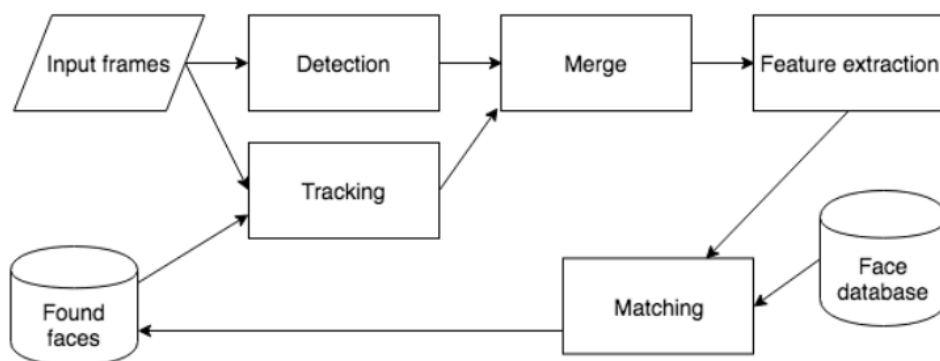 Input frames
Detection
Merge
Feature extraction
Tracking
Found
faces
Matching
Face
database